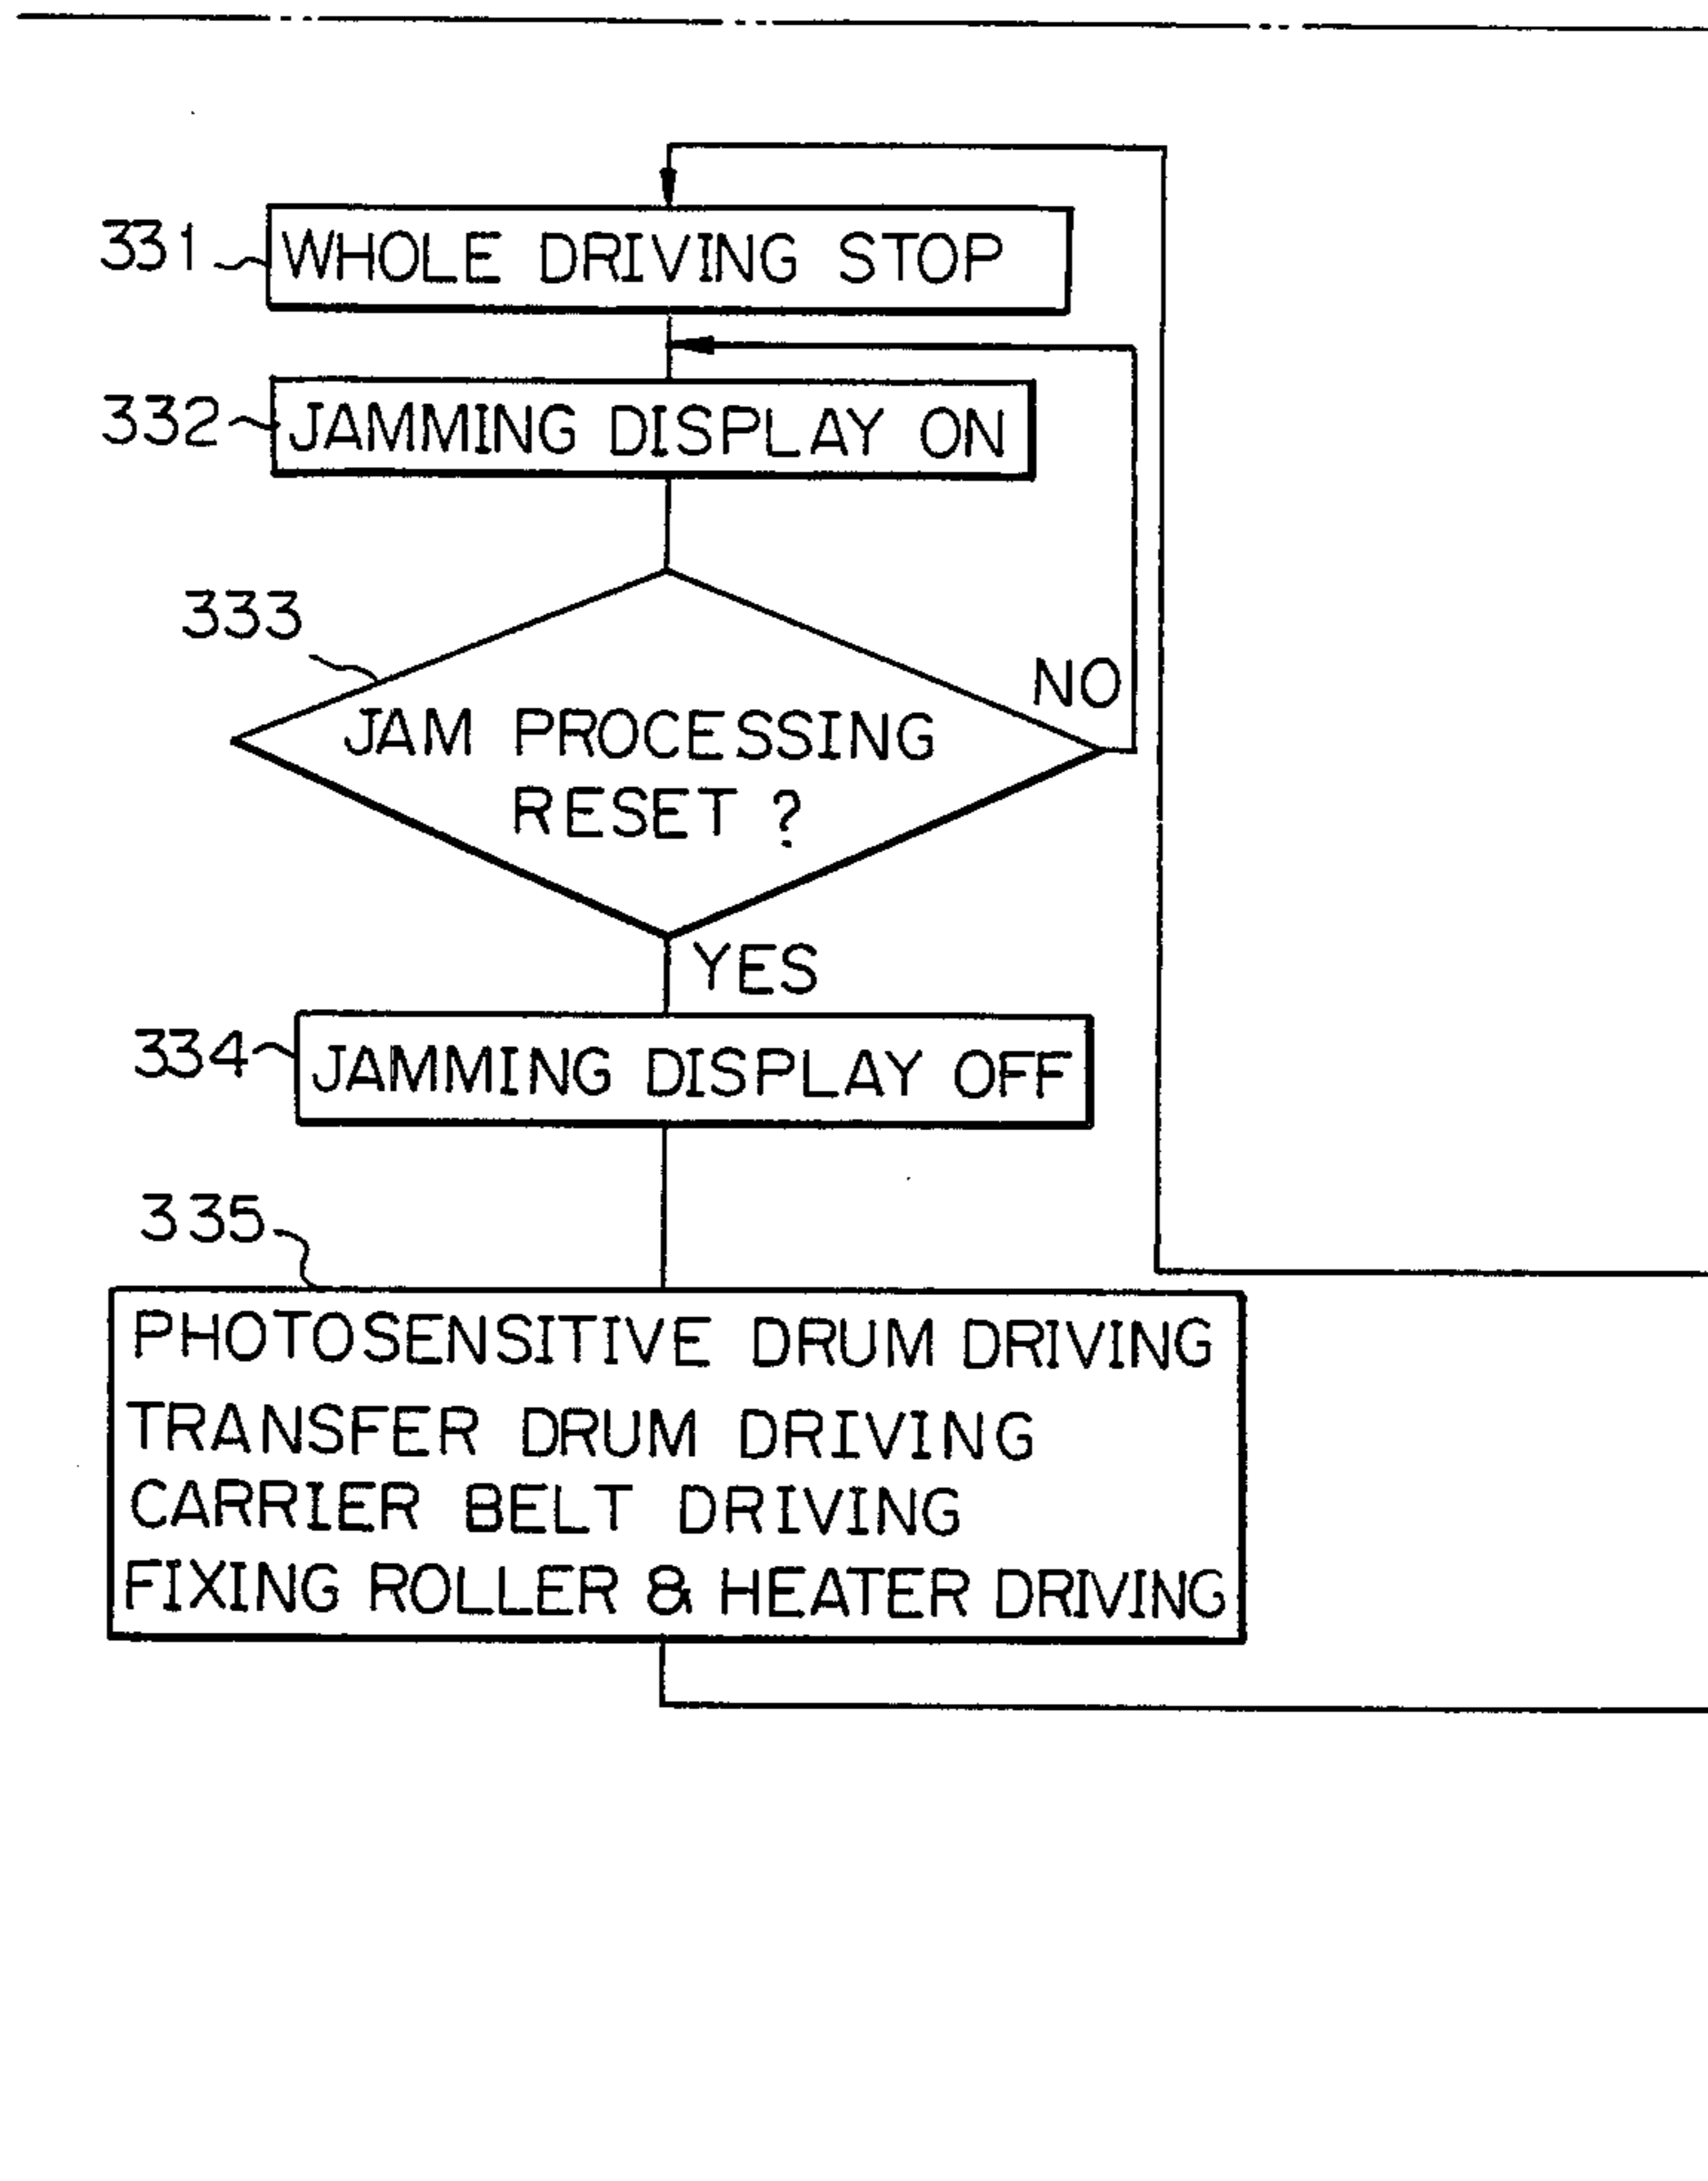 331 WHOLE DRIVING STOP
332 JAMMING DISPLAY ON
333
NO
JAM PROCESSING
RESET ?
YES
334 JAMMING DISPLAY OFF
335
PHOTOSENSITIVE DRUM DRIVING
TRANSFER DRUM DRIVING
CARRIER BELT DRIVING
FIXING ROLLER & HEATER DRIVING